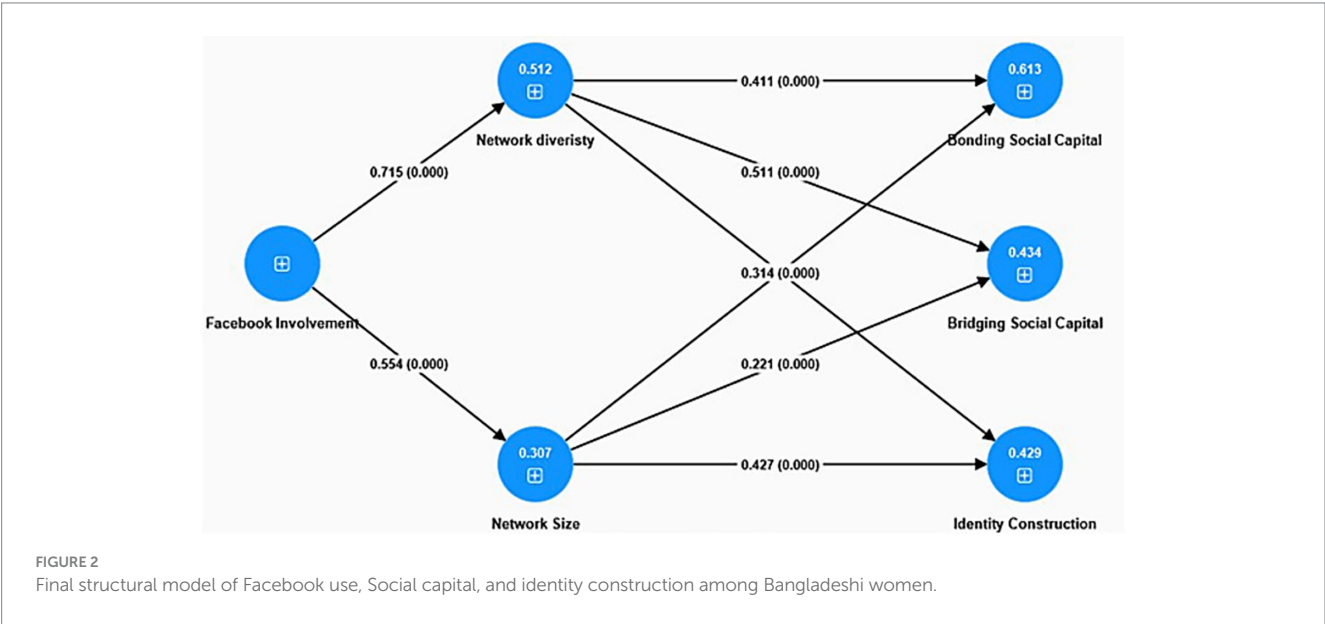 0.512
0.613
0.411 (0.000)
Network diveristy
Bonding Social Capital
0.715 (0.000)
0.511 (0.000)
0.314 (0.000)
0.434
Facebook Involvement
Bridging Social Capital
0.554 (0.000)
0.221 (0.000)
0.307
0.429
0.427 (0.000)
Network Size
Identity Construction
FIGURE 2
Final structural model of Facebook use, Social capital, and identity construction among Bangladeshi women.